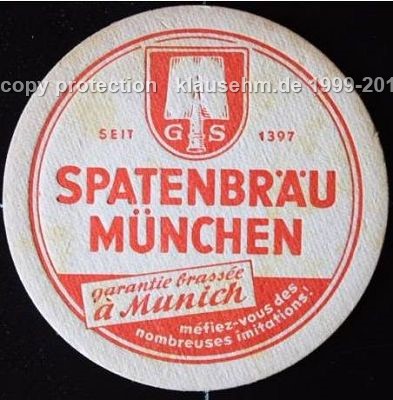 copy protection klausehm.de 1999-201
G S
SEIT 1397
SPATENBRÄU
MÜNCHEN
garantie brassée
à Munich
méfiez-vous des
nombreuses imitations!